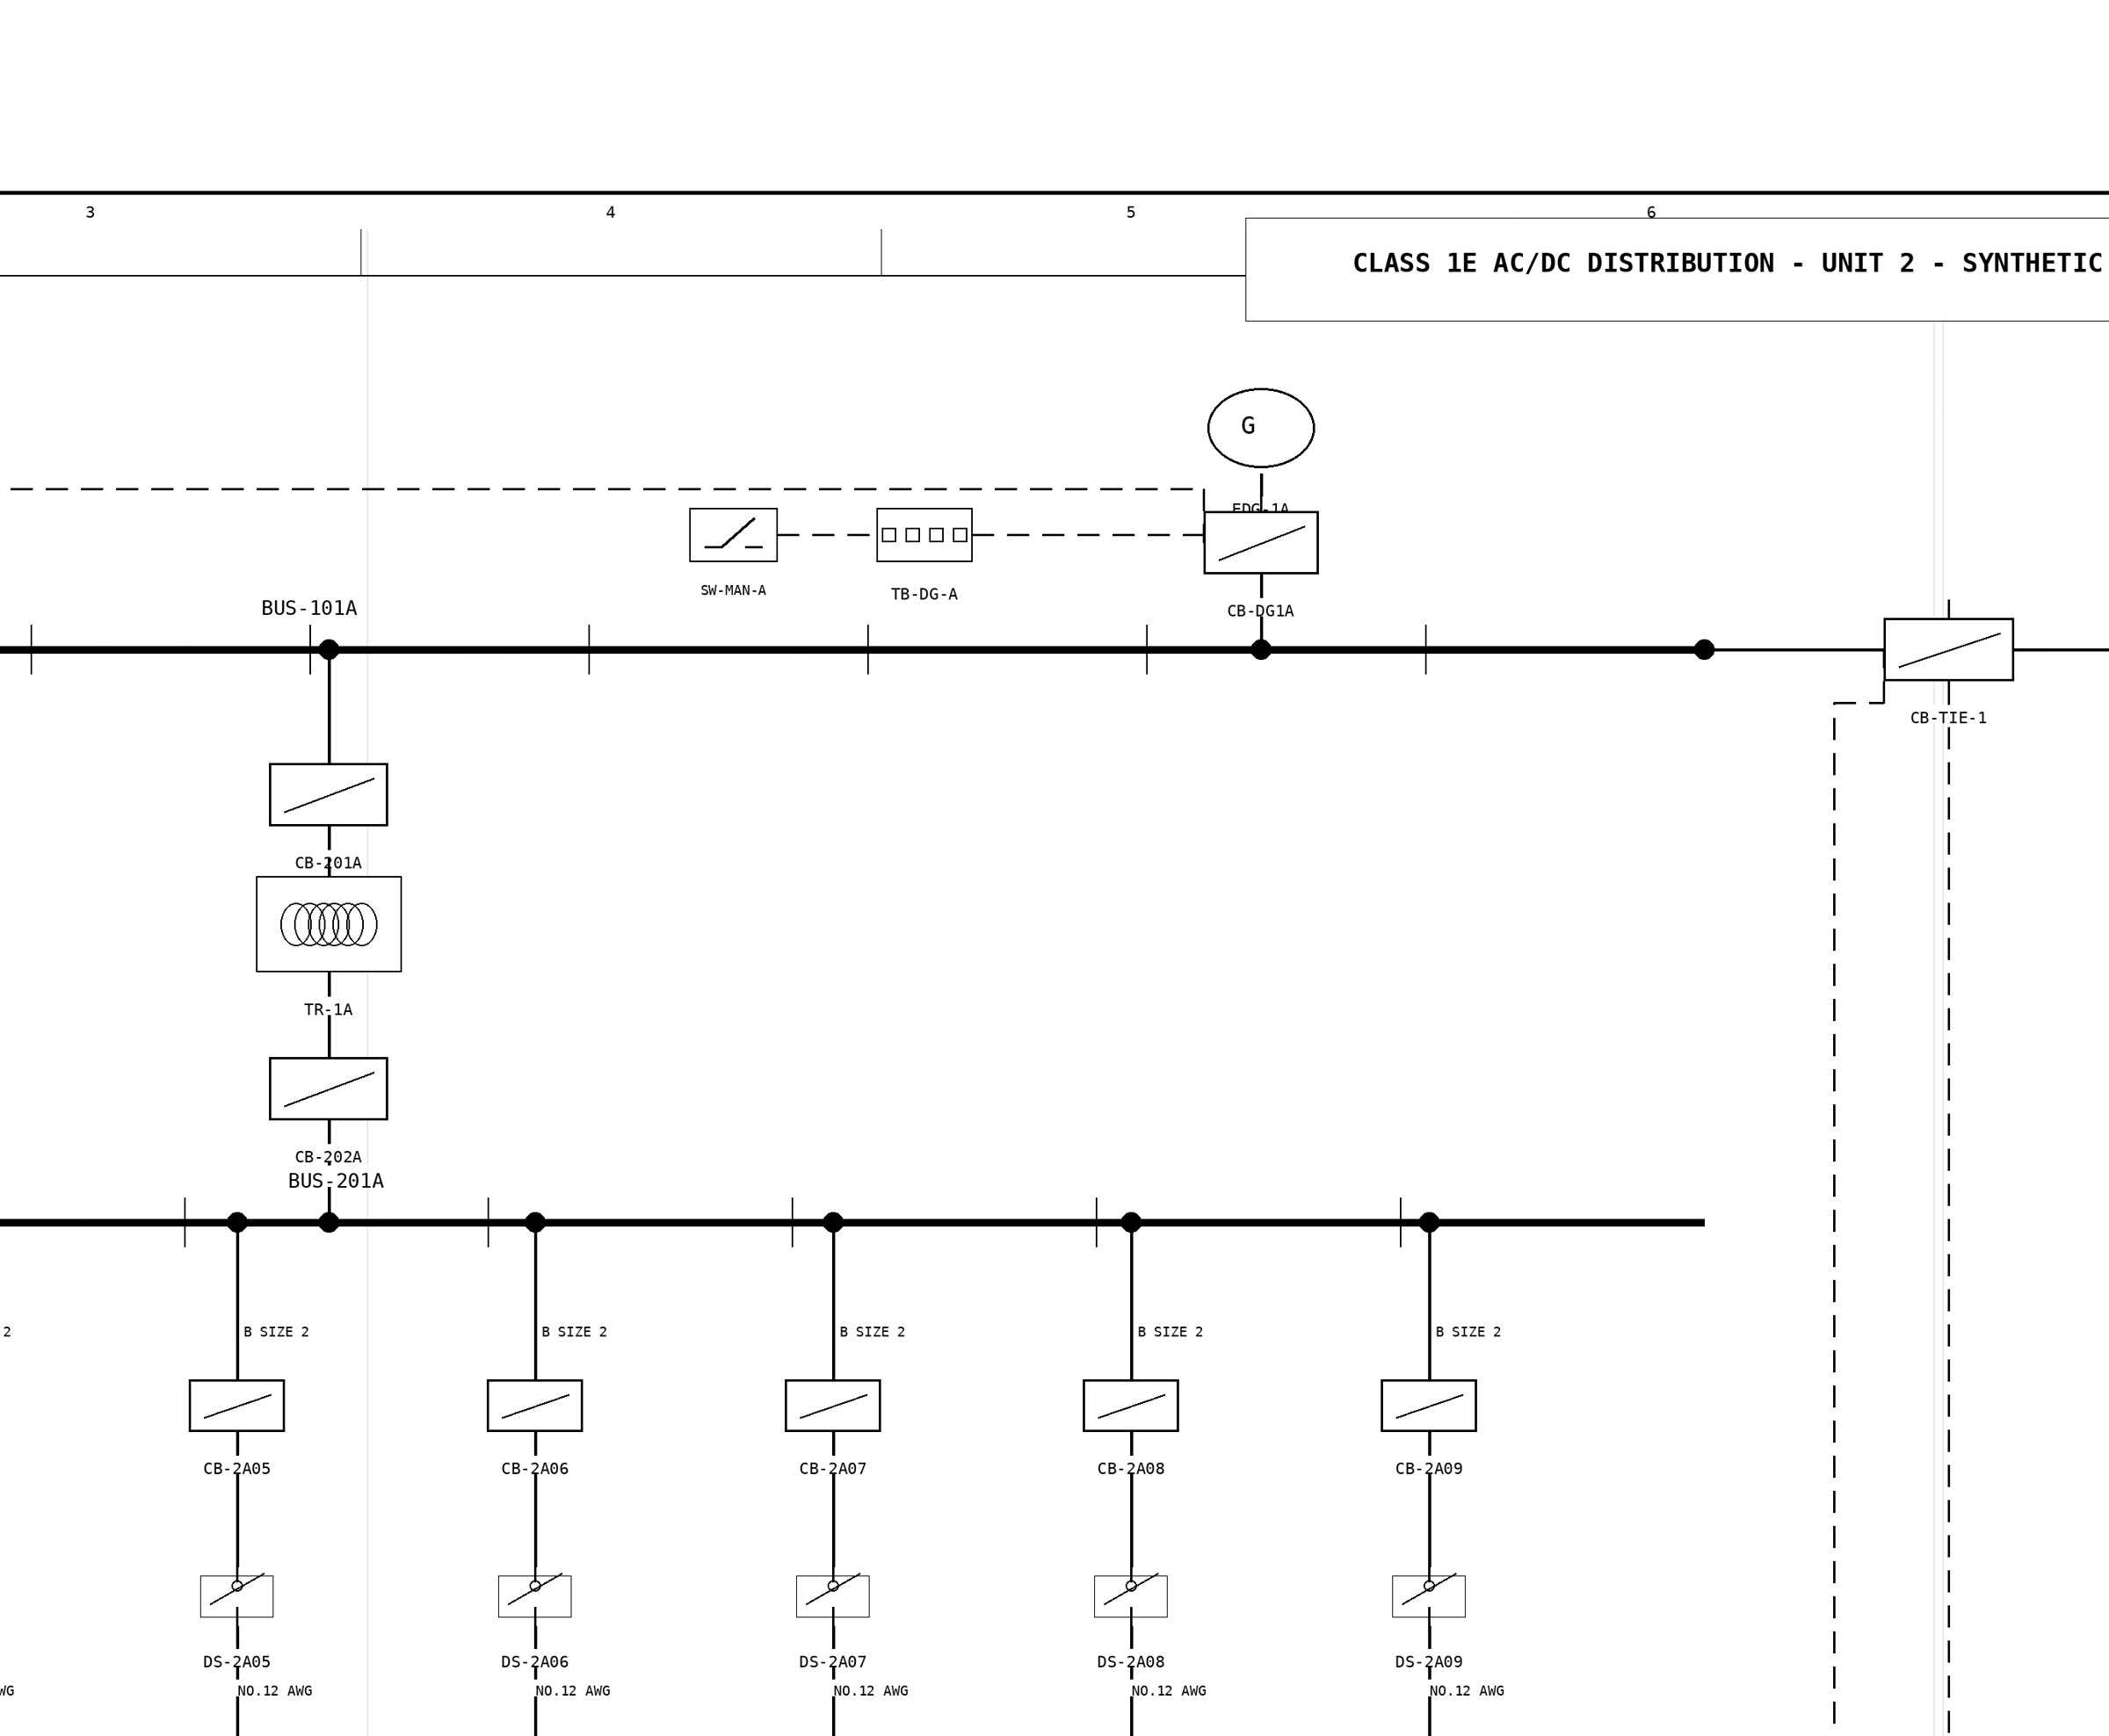 3 4 5 6
CLASS 1E AC/DC DISTRIBUTION - UNIT 2 - SYNTHETIC
G
EDG-1A
SW-MAN-A TB-DG-A
BUS-101A CB-DG1A
CB-TIE-1
CB-201A
TR-1A
CB-202A
BUS-201A
2 B SIZE 2 B SIZE 2 B SIZE 2 B SIZE 2 B SIZE 2
CB-2A05 CB-2A06 CB-2A07 CB-2A08 CB-2A09
DS-2A05 DS-2A06 DS-2A07 DS-2A08 DS-2A09
NO.12 AWG NO.12 AWG NO.12 AWG NO.12 AWG NO.12 AWG